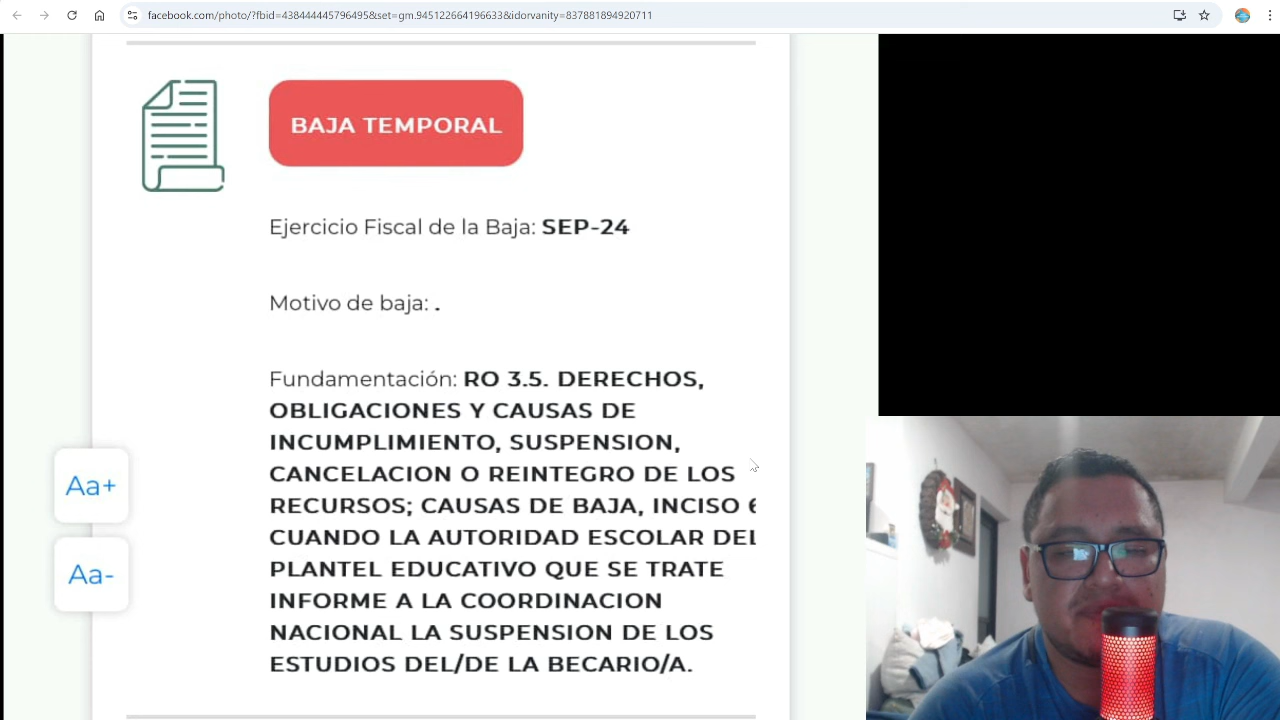 facebook.com/photo/?fbid=438444445796495&set=gm.945122664196633&idorvanity=837881894920711
BAJA TEMPORAL
Ejercicio Fiscal de la Baja: SEP-24
Motivo de baja: .
Fundamentación: RO 3.5. DERECHOS,
OBLIGACIONES Y CAUSAS DE
INCUMPLIMIENTO, SUSPENSION,
CANCELACION O REINTEGRO DE LOS
RECURSOS; CAUSAS DE BAJA, INCISO 6
CUANDO LA AUTORIDAD ESCOLAR DEL
PLANTEL EDUCATIVO QUE SE TRATE
INFORME A LA COORDINACION
NACIONAL LA SUSPENSION DE LOS
ESTUDIOS DEL/DE LA BECARIO/A.
Aa+
Aa-